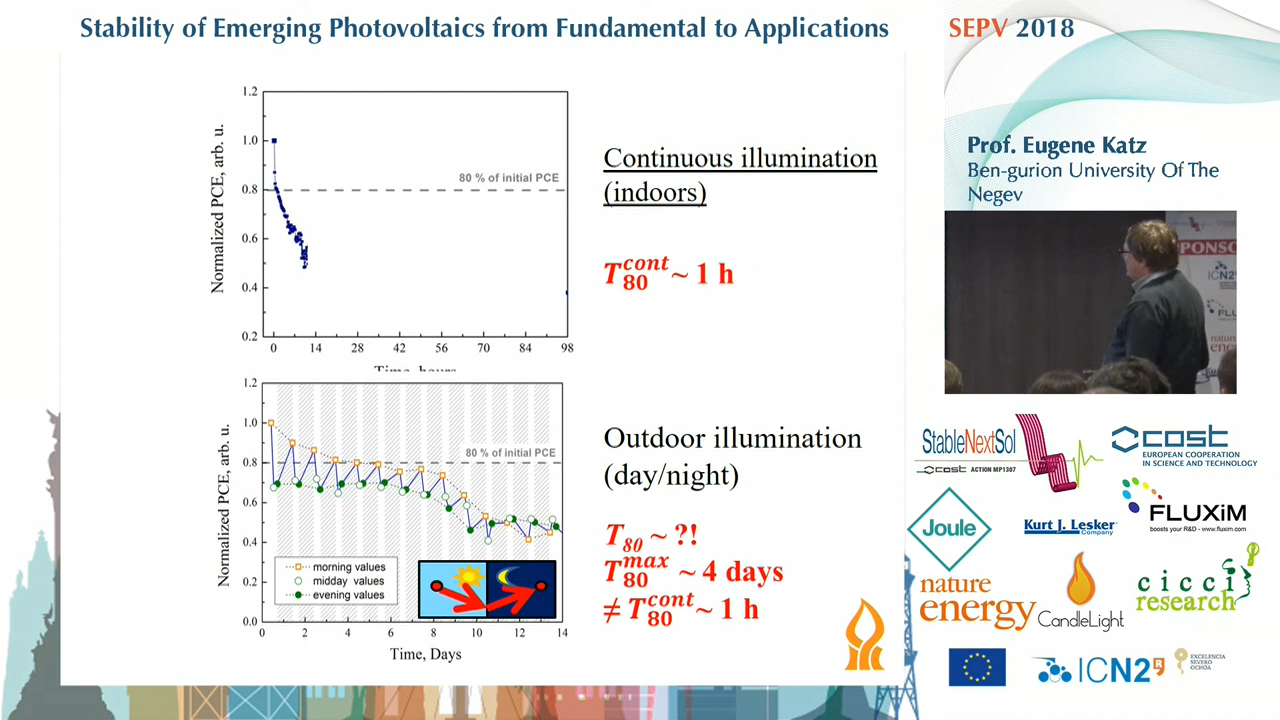 Stability of Emerging Photovoltaics from Fundamental to Applications
SEPV 2018
1.2
1.0
0.8
0.6
0.4
0.2
Normalized PCE, arb. u.
80 % of initial PCE
0 14 28 42 56 70 84 98
Time, hours
Continuous illumination
(indoors)
T80^cont ~ 1 h
1.2
1.0
0.8
0.6
0.4
0.2
0.0
Normalized PCE, arb. u.
80 % of initial PCE
morning values
midday values
evening values
0 2 4 6 8 10 12 14
Time, Days
Outdoor illumination
(day/night)
T80 ~ ?!
T80^max ~ 4 days
≠ T80^cont ~ 1 h
Prof. Eugene Katz
Ben-gurion University Of The
Negev
PONSO
ICN2
FLU
natur
energ
StableNextSol
cost ACTION MP1307
cost
EUROPEAN COOPERATION
IN SCIENCE AND TECHNOLOGY
Joule
Kurt J. Lesker
Company
FLUXiM
boosts your R&D - www.fluxim.com
nature
energy
CandleLight
cicci
research
ICN2
EXCELENCIA
SEVERO
OCHOA